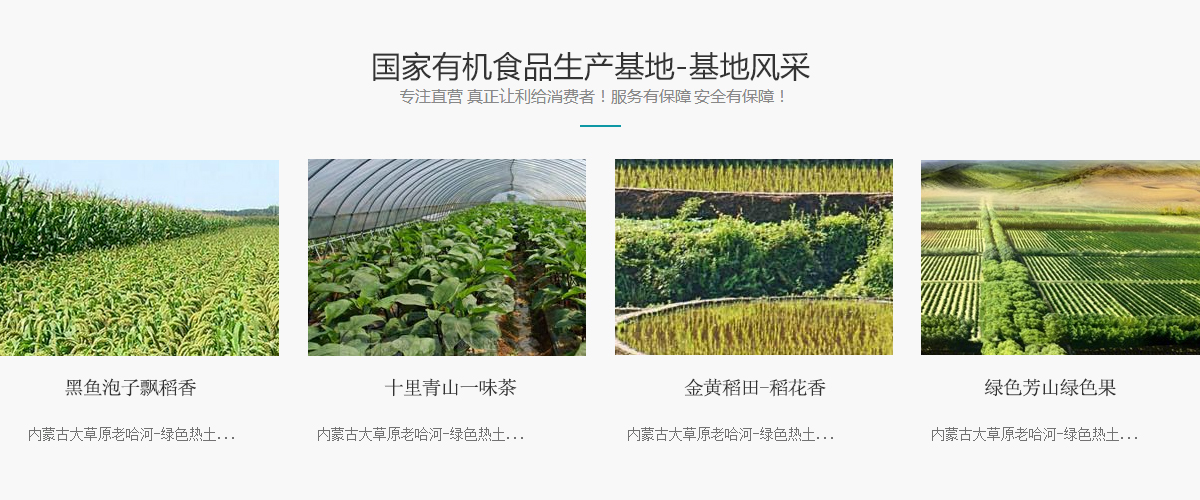 国家有机食品生产基地-基地风采
专注直营 真正让利给消费者！服务有保障 安全有保障！
黑鱼泡子飘稻香
十里青山一味茶
金黄稻田-稻花香
绿色芳山绿色果
内蒙古大草原老哈河-绿色热土...
内蒙古大草原老哈河-绿色热土...
内蒙古大草原老哈河-绿色热土...
内蒙古大草原老哈河-绿色热土...